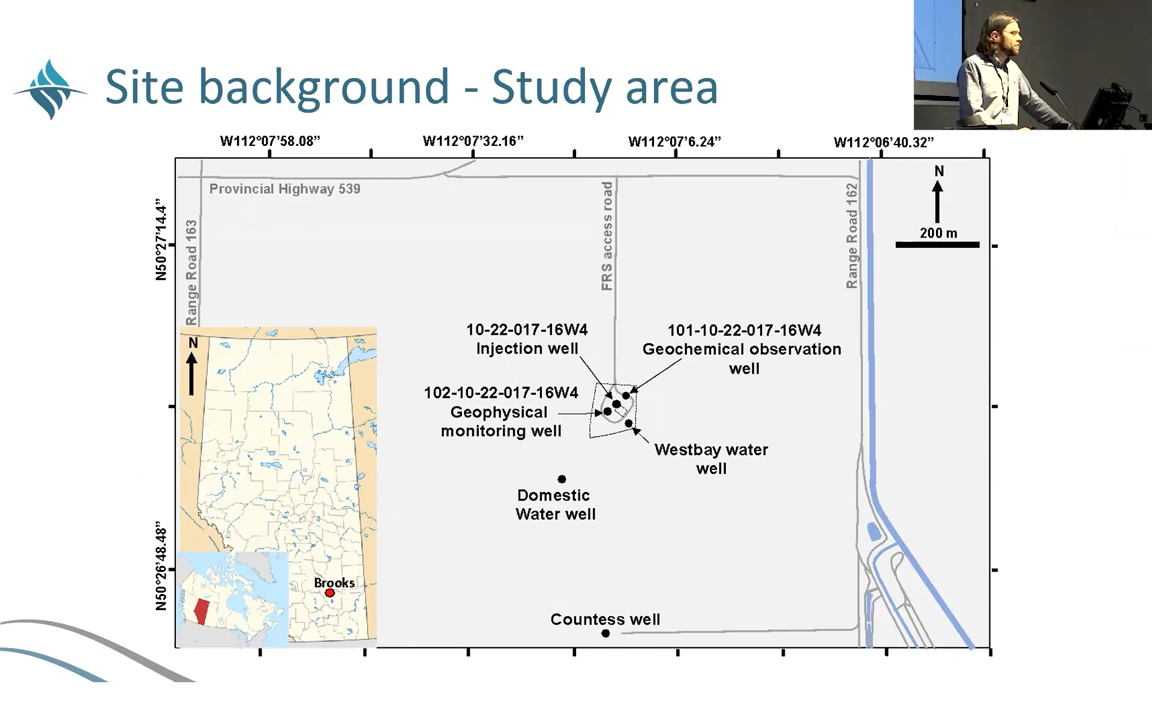 Site background - Study area
W112°07'58.08”
W112°07'32.16”
W112°07'6.24”
W112°06'40.32”
Provincial Highway 539
N
200 m
N50°27'14.4”
N50°26'48.48”
Range Road 163
FRS access road
Range Road 162
10-22-017-16W4
Injection well
101-10-22-017-16W4
Geochemical observation
well
102-10-22-017-16W4
Geophysical
monitoring well
Westbay water
well
Domestic
Water well
Countess well
N
Brooks